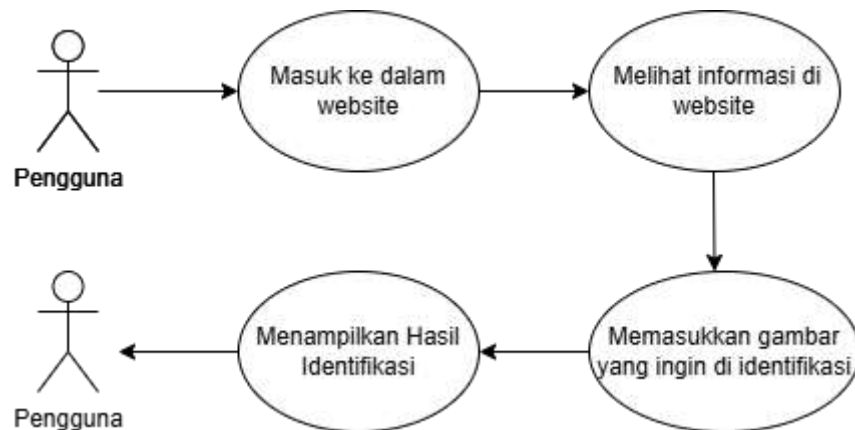 Masuk ke dalam
website
Melihat informasi di
website
Pengguna
Menampilkan Hasil
Identifikasi
Memasukkan gambar
yang ingin di identifikasi
Pengguna